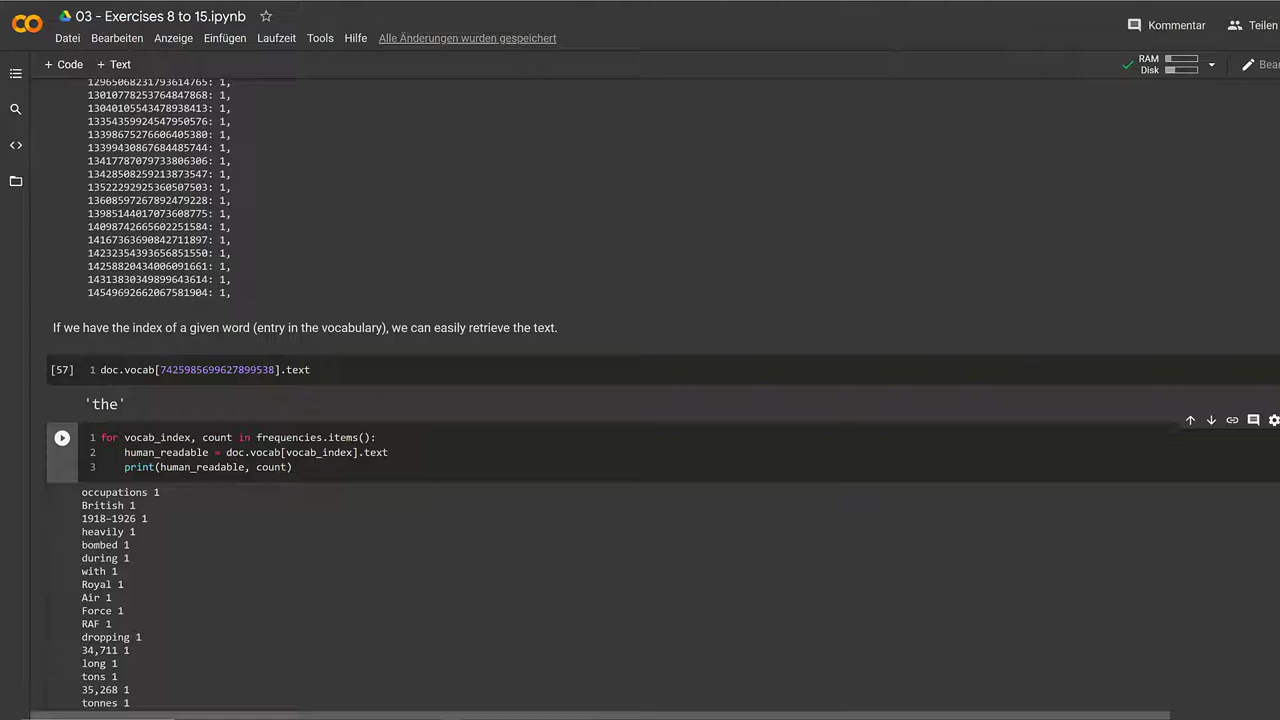 03 - Exercises 8 to 15.ipynb
Kommentar
Teilen
Datei Bearbeiten Anzeige Einfügen Laufzeit Tools Hilfe Alle Änderungen wurden gespeichert
+ Code + Text
RAM
Disk
12965068231793614765: 1,
13010778253764847868: 1,
13040105543478938413: 1,
13354359924547950576: 1,
13398675276606405380: 1,
13399430867684485744: 1,
13417787079733806306: 1,
13428508259213873547: 1,
13522292925360507503: 1,
13608597267892479228: 1,
13985144017073608775: 1,
14098742665602251584: 1,
14167363690842711897: 1,
14232354393656851550: 1,
14258820434006091661: 1,
14313830349899643614: 1,
14549692662067581904: 1,
If we have the index of a given word (entry in the vocabulary), we can easily retrieve the text.
[57] 1 doc.vocab[7425985699627899538].text
'the'
1 for vocab_index, count in frequencies.items():
2 human_readable = doc.vocab[vocab_index].text
3 print(human_readable, count)
occupations 1
British 1
1918–1926 1
heavily 1
bombed 1
during 1
with 1
Royal 1
Air 1
Force 1
RAF 1
dropping 1
34,711 1
long 1
tons 1
35,268 1
tonnes 1